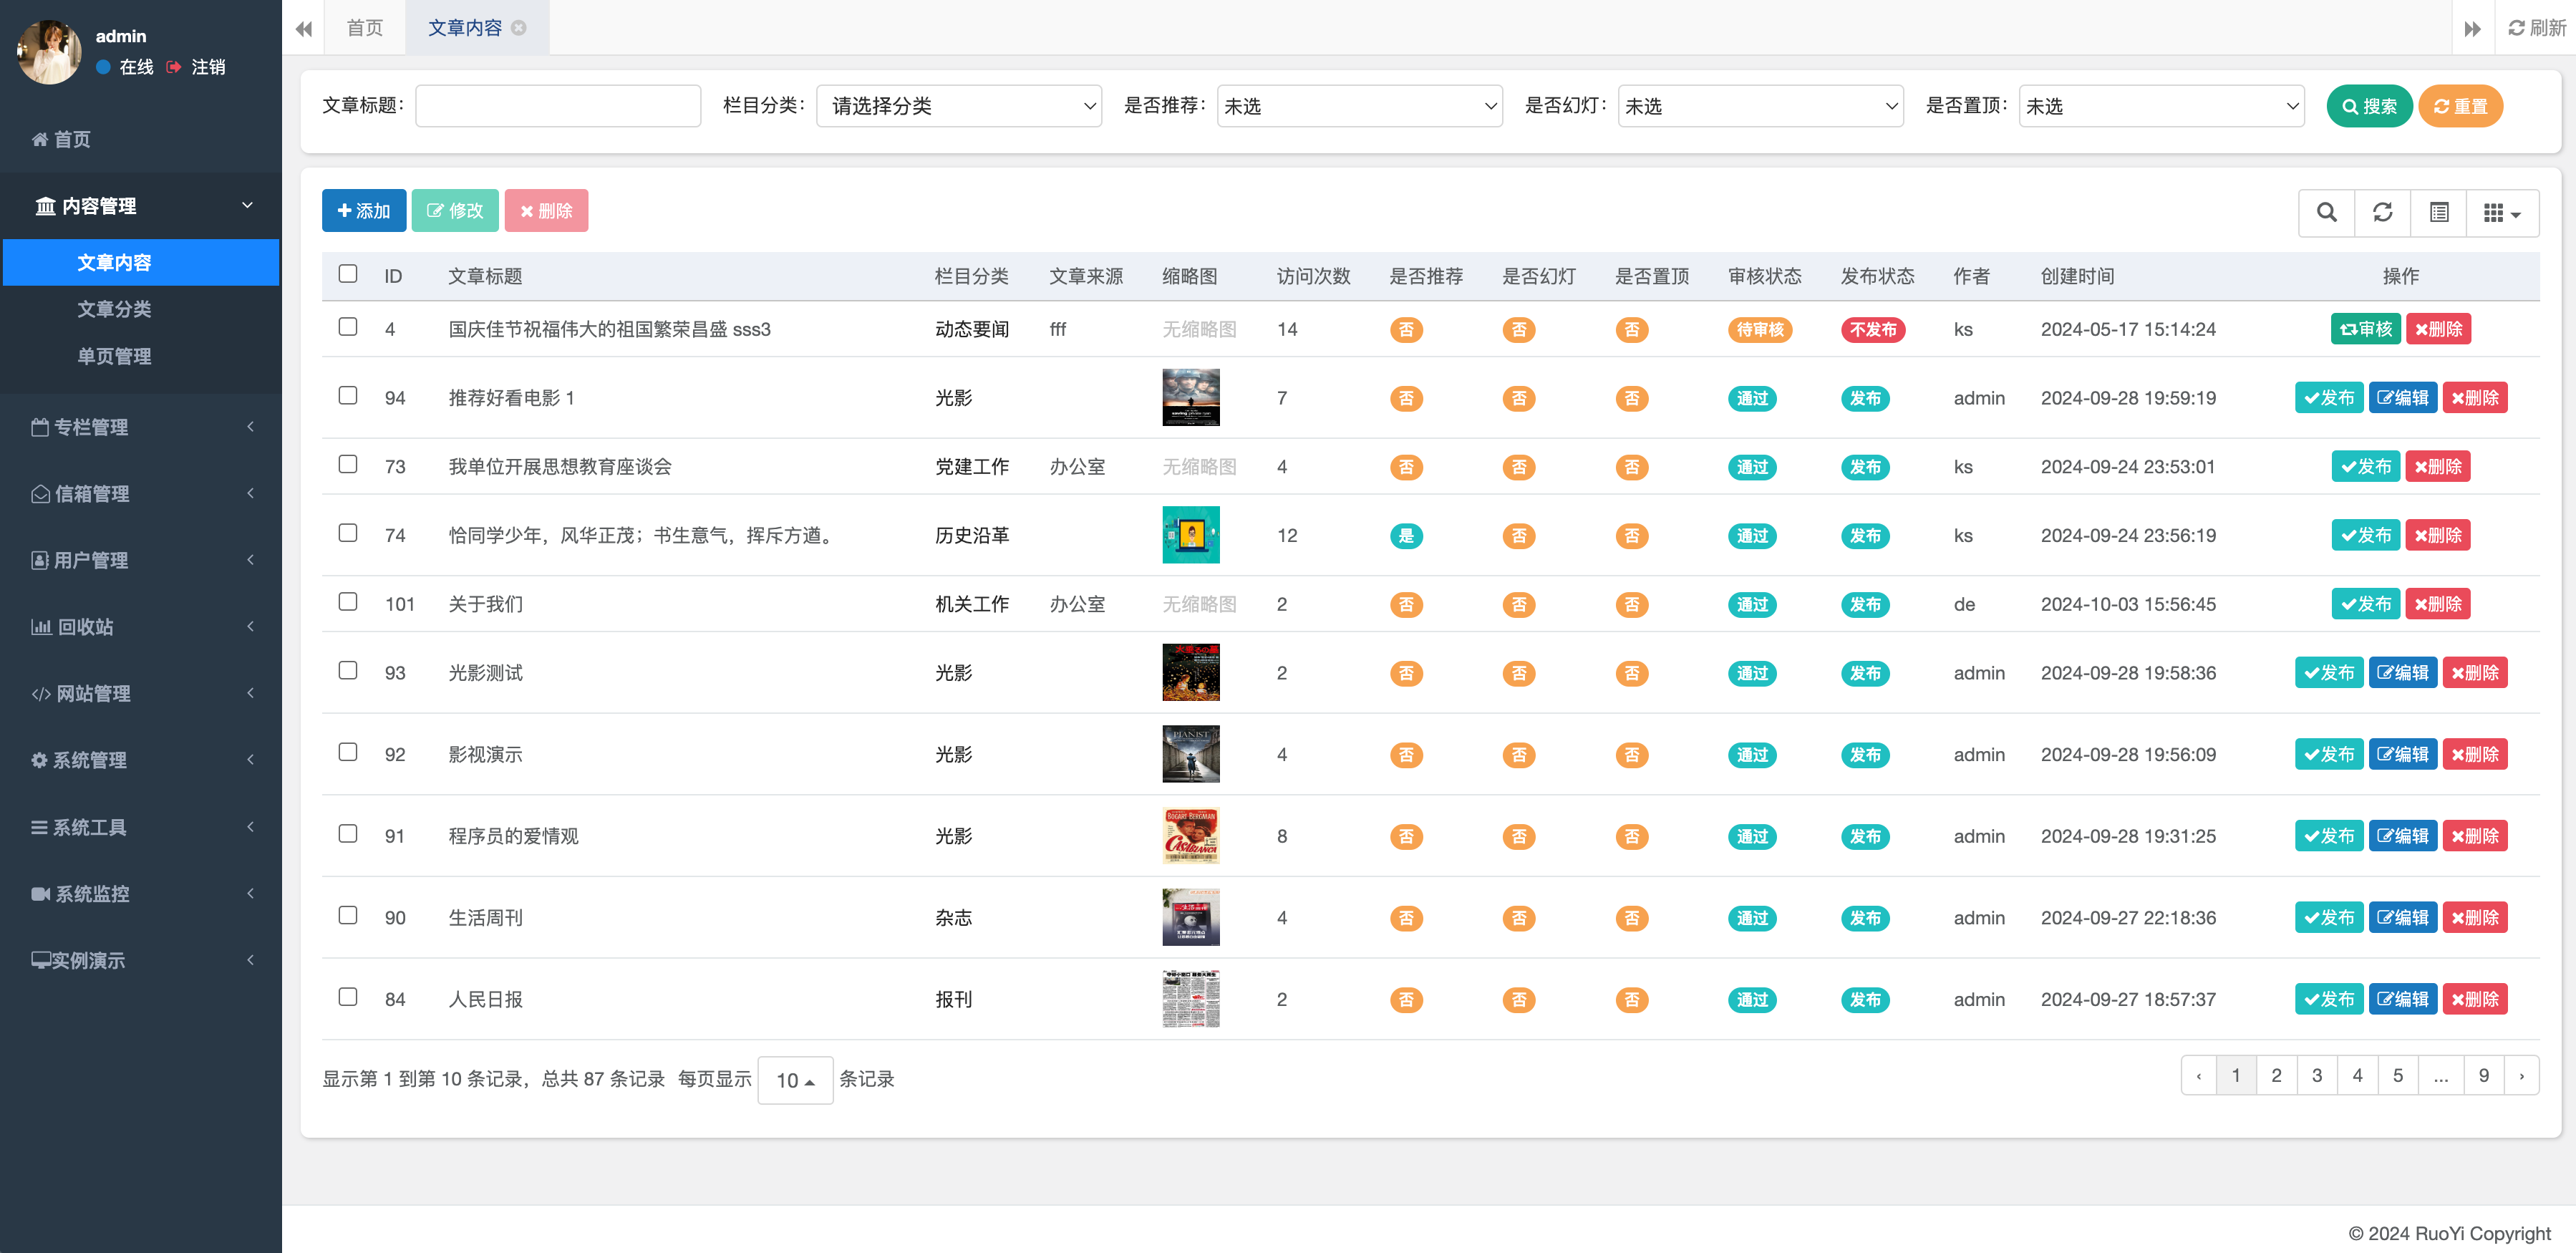 admin
在线 注销
首页
内容管理
文章内容
文章分类
单页管理
专栏管理
信箱管理
用户管理
回收站
网站管理
系统管理
系统工具
系统监控
实例演示
首页 文章内容 刷新
文章标题： 栏目分类： 请选择分类 是否推荐： 未选 是否幻灯： 未选 是否置顶： 未选 搜索 重置
添加 修改 删除
ID 文章标题 栏目分类 文章来源 缩略图 访问次数 是否推荐 是否幻灯 是否置顶 审核状态 发布状态 作者 创建时间 操作
4 国庆佳节祝福伟大的祖国繁荣昌盛 sss3 动态要闻 fff 无缩略图 14 否 否 否 待审核 不发布 ks 2024-05-17 15:14:24 审核 删除
94 推荐好看电影 1 光影 7 否 否 否 通过 发布 admin 2024-09-28 19:59:19 发布 编辑 删除
73 我单位开展思想教育座谈会 党建工作 办公室 无缩略图 4 否 否 否 通过 发布 ks 2024-09-24 23:53:01 发布 删除
74 恰同学少年，风华正茂；书生意气，挥斥方遒。 历史沿革 12 是 否 否 通过 发布 ks 2024-09-24 23:56:19 发布 删除
101 关于我们 机关工作 办公室 无缩略图 2 否 否 否 通过 发布 de 2024-10-03 15:56:45 发布 删除
93 光影测试 光影 2 否 否 否 通过 发布 admin 2024-09-28 19:58:36 发布 编辑 删除
92 影视演示 光影 PIANIST 4 否 否 否 通过 发布 admin 2024-09-28 19:56:09 发布 编辑 删除
91 程序员的爱情观 光影 BOGART BERGMAN CASABLANCA 8 否 否 否 通过 发布 admin 2024-09-28 19:31:25 发布 编辑 删除
90 生活周刊 杂志 4 否 否 否 通过 发布 admin 2024-09-27 22:18:36 发布 编辑 删除
84 人民日报 报刊 2 否 否 否 通过 发布 admin 2024-09-27 18:57:37 发布 编辑 删除
显示第 1 到第 10 条记录，总共 87 条记录 每页显示 10 条记录 ‹ 1 2 3 4 5 ... 9 ›
© 2024 RuoYi Copyright